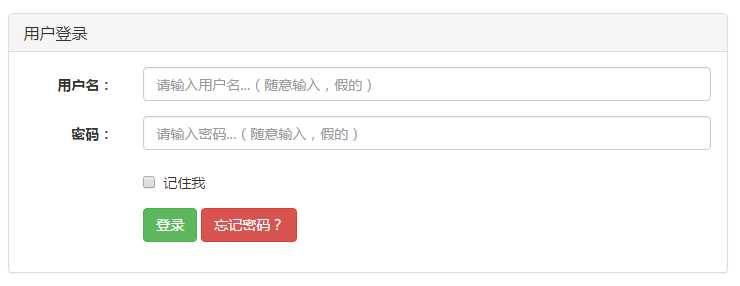 用户登录
用户名： 请输入用户名...（随意输入，假的）
密码： 请输入密码...（随意输入，假的）
记住我
登录 忘记密码？